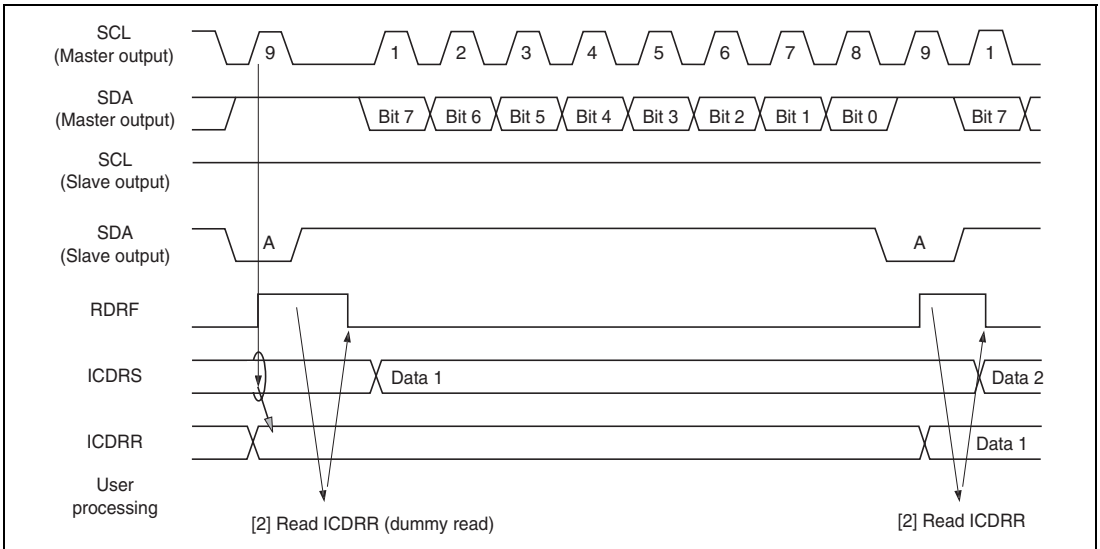 SCL
(Master output)
9 1 2 3 4 5 6 7 8 9 1
SDA
(Master output)
Bit 7 Bit 6 Bit 5 Bit 4 Bit 3 Bit 2 Bit 1 Bit 0 Bit 7
SCL
(Slave output)
SDA
(Slave output)
A A
RDRF
ICDRS
Data 1 Data 2
ICDRR
Data 1
User
processing
[2] Read ICDRR (dummy read) [2] Read ICDRR